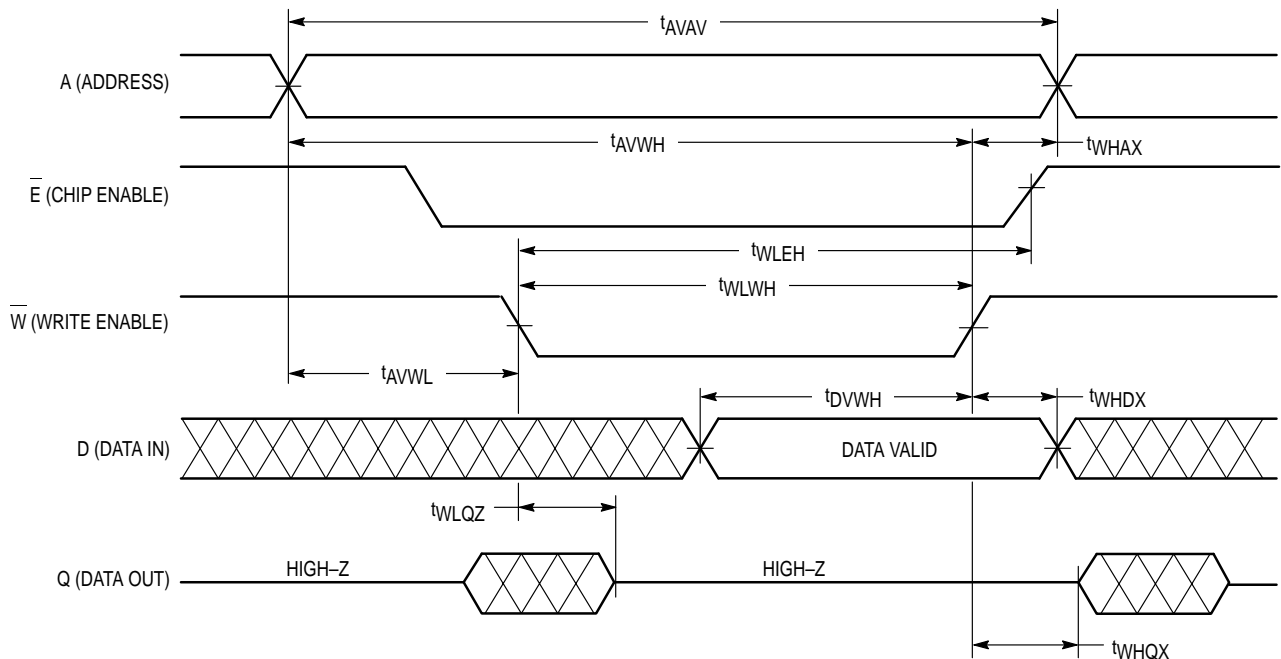 tAVAV
A (ADDRESS)
tAVWH
tWHAX
E (CHIP ENABLE)
tWLEH
tWLWH
W (WRITE ENABLE)
tAVWL
tDVWH
tWHDX
D (DATA IN)
DATA VALID
tWLQZ
Q (DATA OUT)
HIGH–Z
HIGH–Z
tWHQX